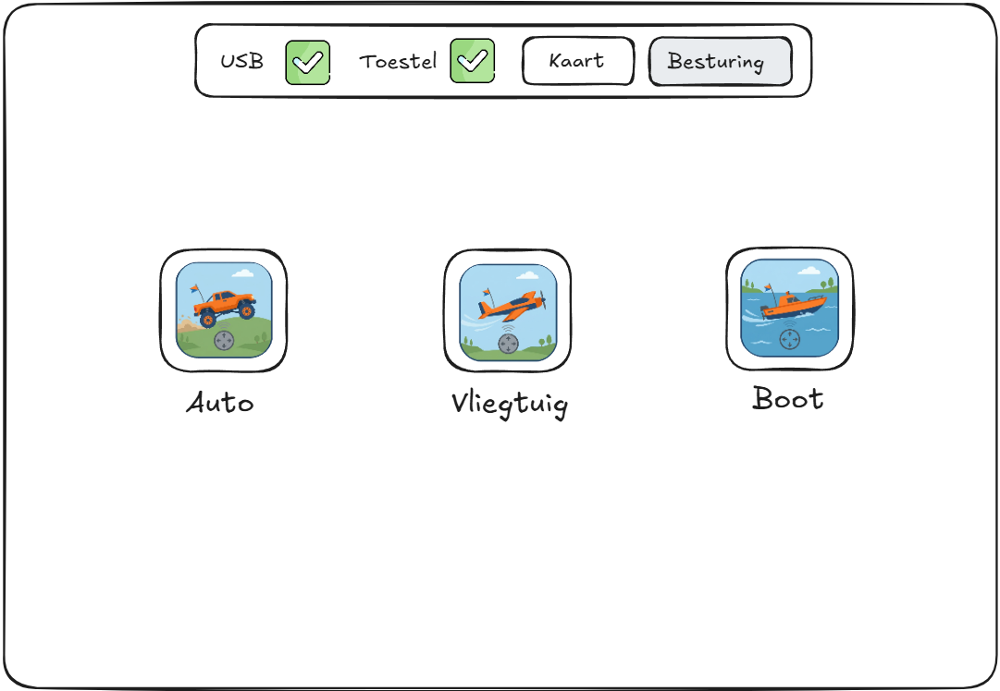 USB Toestel Kaart Besturing
Auto Vliegtuig Boot